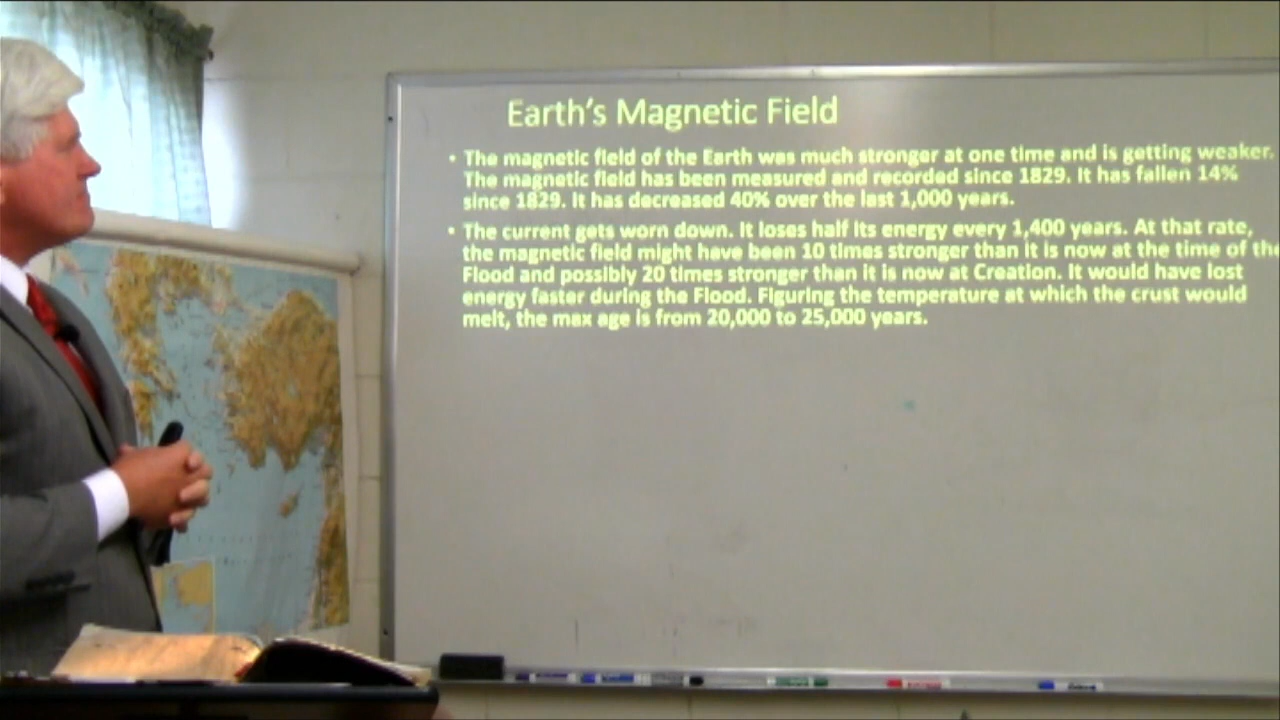 Earth's Magnetic Field
• The magnetic field of the Earth was much stronger at one time and is getting weaker.
The magnetic field has been measured and recorded since 1829. It has fallen 14%
since 1829. It has decreased 40% over the last 1,000 years.
• The current gets worn down. It loses half its energy every 1,400 years. At that rate,
the magnetic field might have been 10 times stronger than it is now at the time of the
Flood and possibly 20 times stronger than it is now at Creation. It would have lost
energy faster during the Flood. Figuring the temperature at which the crust would
melt, the max age is from 20,000 to 25,000 years.